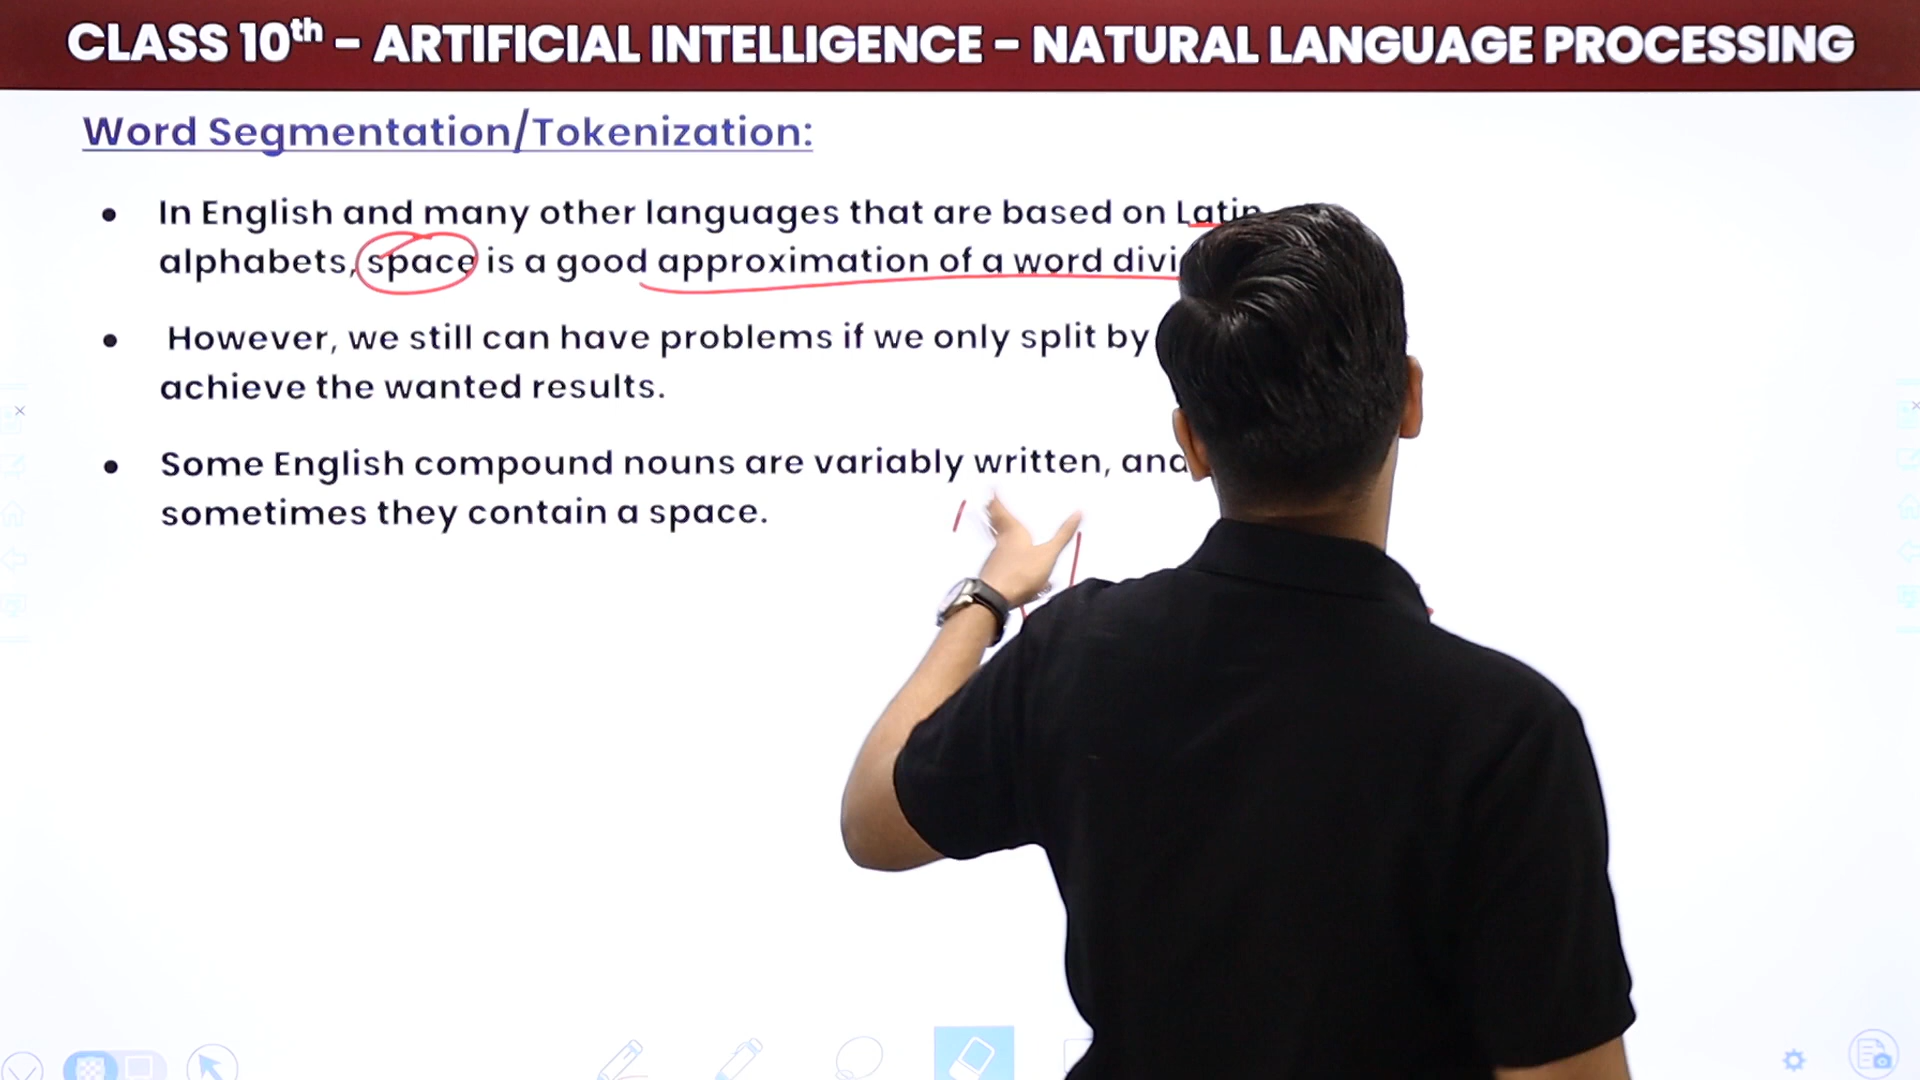 CLASS 10th - ARTIFICIAL INTELLIGENCE - NATURAL LANGUAGE PROCESSING
Word Segmentation/Tokenization:
• In English and many other languages that are based on Latin
alphabets, space is a good approximation of a word
• However, we still can have problems if we only split by
achieve the wanted results.
• Some English compound nouns are variably written, and
sometimes they contain a space.